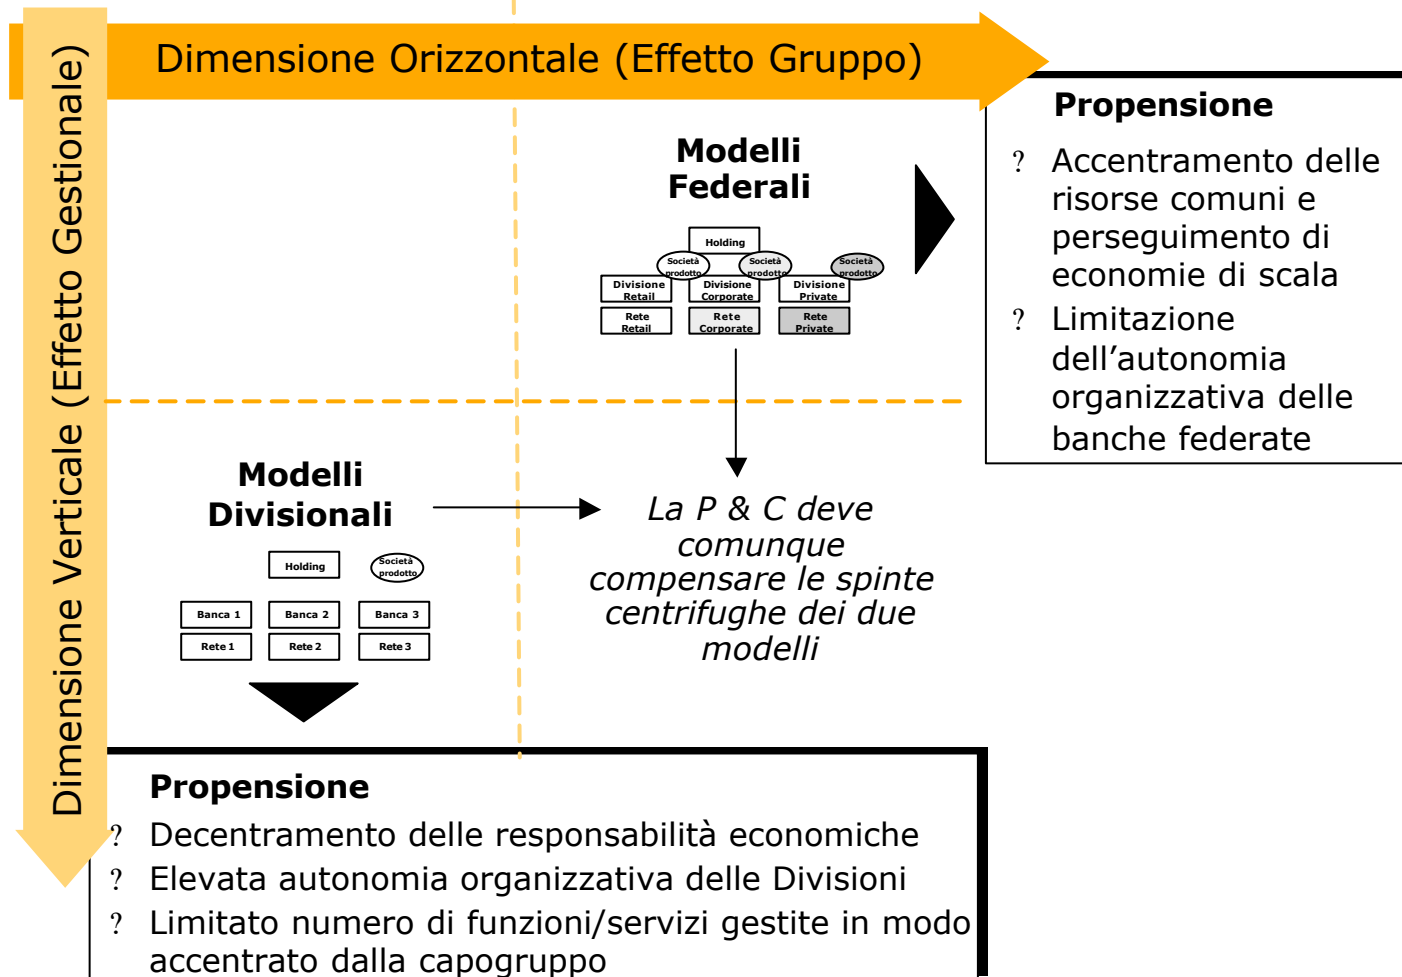 Dimensione Orizzontale (Effetto Gruppo)
Dimensione Verticale (Effetto Gestionale)
Modelli
Federali
Holding
Società
prodotto
Società
prodotto
Società
prodotto
Divisione
Retail
Divisione
Corporate
Divisione
Private
Rete
Retail
Rete
Corporate
Rete
Private
Propensione
? Accentramento delle
risorse comuni e
perseguimento di
economie di scala
? Limitazione
dell’autonomia
organizzativa delle
banche federate
Modelli
Divisionali
Holding
Società
prodotto
Banca 1
Banca 2
Banca 3
Rete 1
Rete 2
Rete 3
La P & C deve
comunque
compensare le spinte
centrifughe dei due
modelli
Propensione
? Decentramento delle responsabilità economiche
? Elevata autonomia organizzativa delle Divisioni
? Limitato numero di funzioni/servizi gestite in modo
accentrato dalla capogruppo